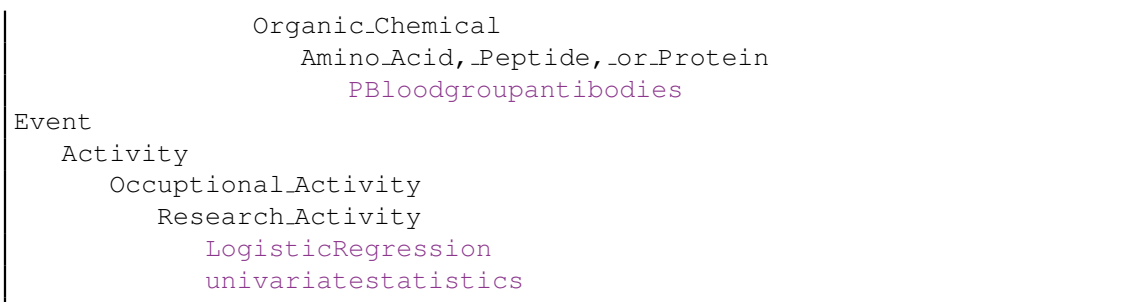 Organic_Chemical
Amino_Acid,_Peptide,_or_Protein
PBloodgroupantibodies
Event
Activity
Occuptional_Activity
Research_Activity
LogisticRegression
univariatestatistics